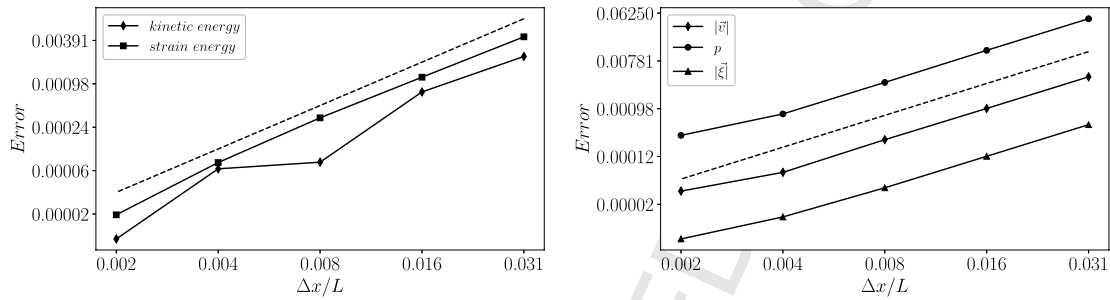 kinetic energy
strain energy
0.00391
0.00098
0.00024
0.00006
0.00002
Error
0.002 0.004 0.008 0.016 0.031
Δx/L
|v⃗|
p
|ξ⃗|
0.06250
0.00781
0.00098
0.00012
0.00002
Error
0.002 0.004 0.008 0.016 0.031
Δx/L